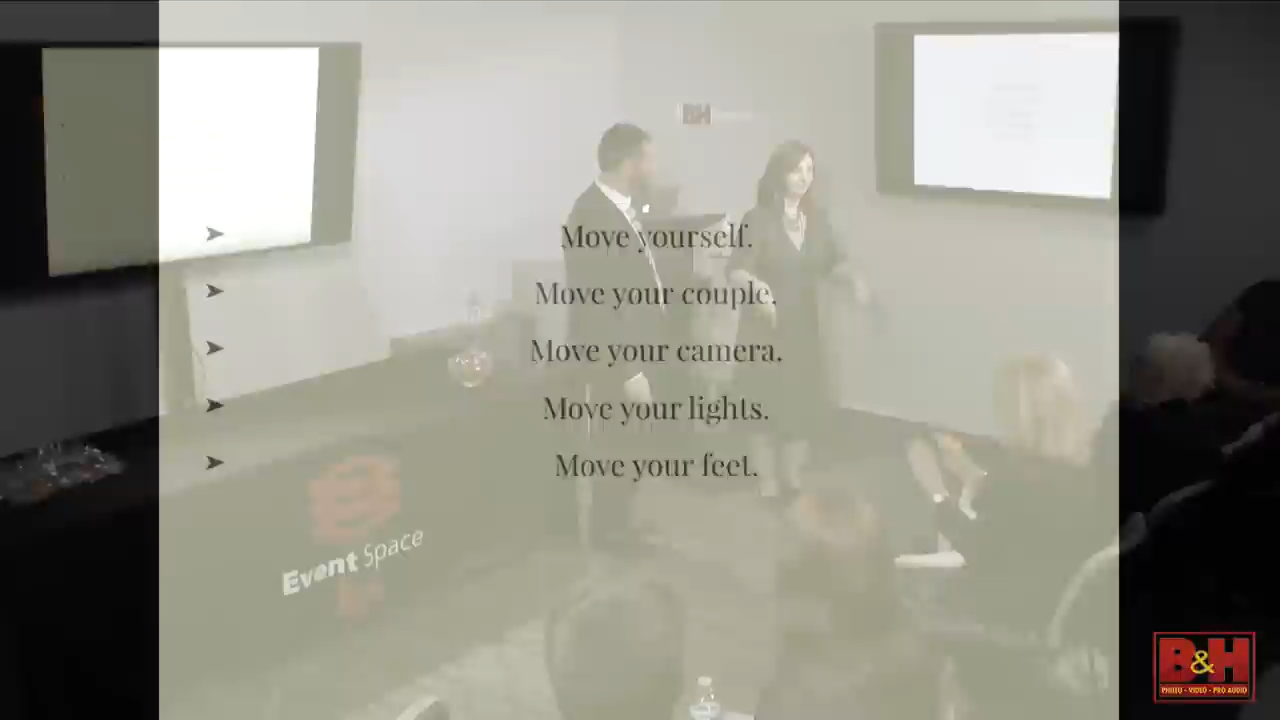 B&H
Move yourself.
Move your couple.
Move your camera.
Move your lights.
Move your feet.
Event Space
B&H
PHOTO - VIDEO - PRO AUDIO